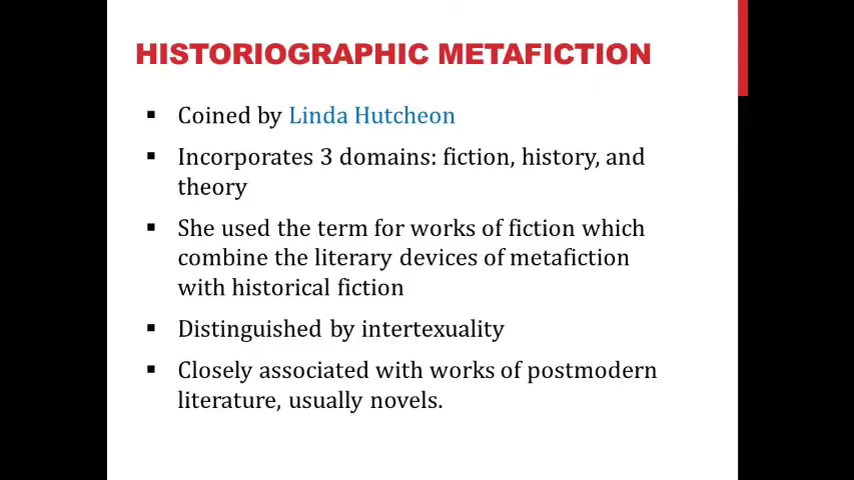 HISTORIOGRAPHIC METAFICTION
▪ Coined by Linda Hutcheon
▪ Incorporates 3 domains: fiction, history, and
theory
▪ She used the term for works of fiction which
combine the literary devices of metafiction
with historical fiction
▪ Distinguished by intertexuality
▪ Closely associated with works of postmodern
literature, usually novels.